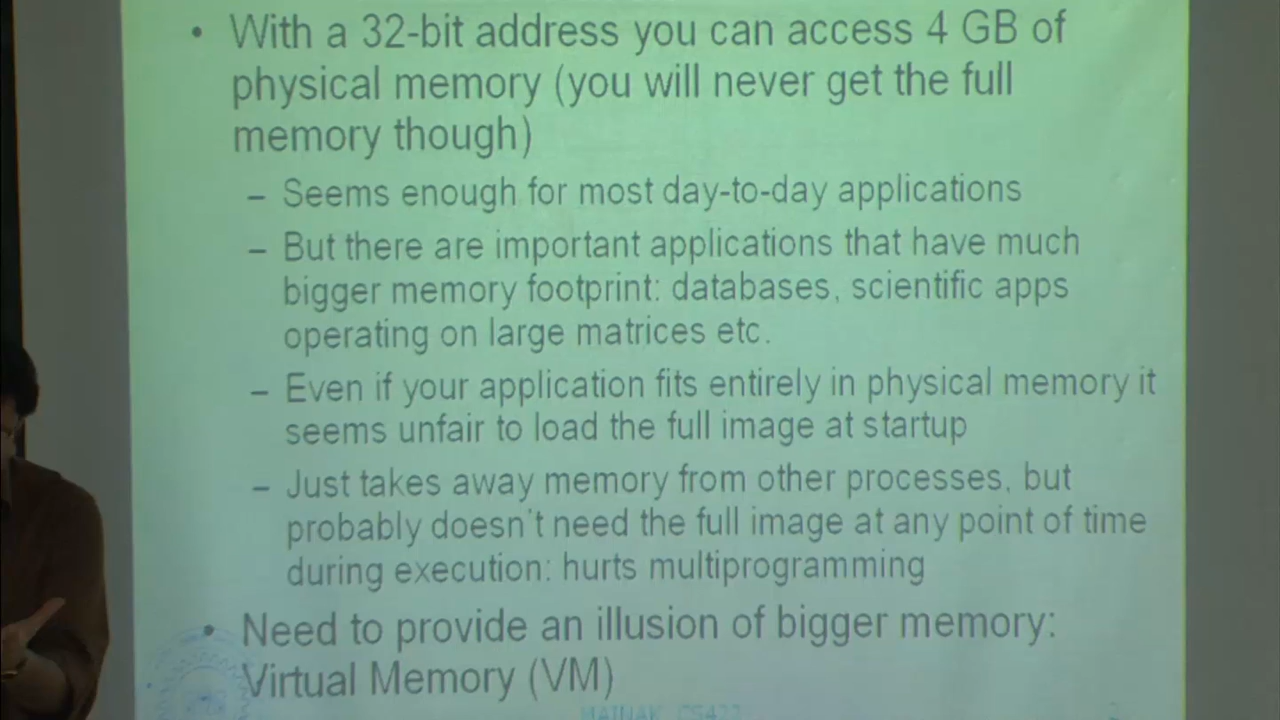 • With a 32-bit address you can access 4 GB of
physical memory (you will never get the full
memory though)
– Seems enough for most day-to-day applications
– But there are important applications that have much
bigger memory footprint: databases, scientific apps
operating on large matrices etc.
– Even if your application fits entirely in physical memory it
seems unfair to load the full image at startup
– Just takes away memory from other processes, but
probably doesn't need the full image at any point of time
during execution: hurts multiprogramming
• Need to provide an illusion of bigger memory:
Virtual Memory (VM)